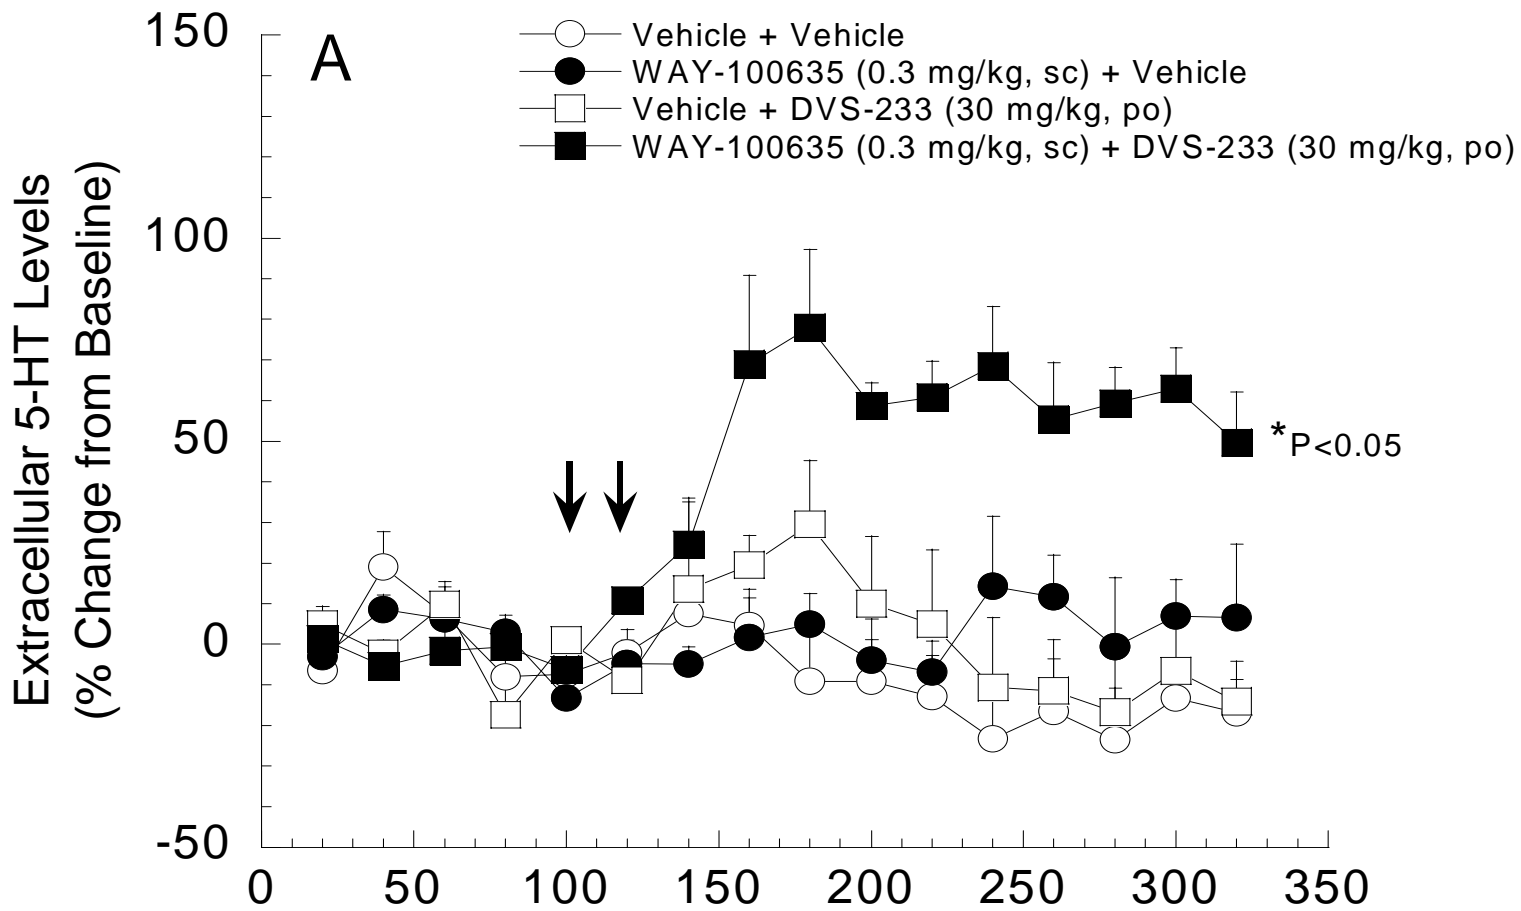 150
A
Vehicle + Vehicle
WAY-100635 (0.3 mg/kg, sc) + Vehicle
Vehicle + DVS-233 (30 mg/kg, po)
WAY-100635 (0.3 mg/kg, sc) + DVS-233 (30 mg/kg, po)
Extracellular 5-HT Levels
(% Change from Baseline)
100
50
*P<0.05
0
-50
0 50 100 150 200 250 300 350